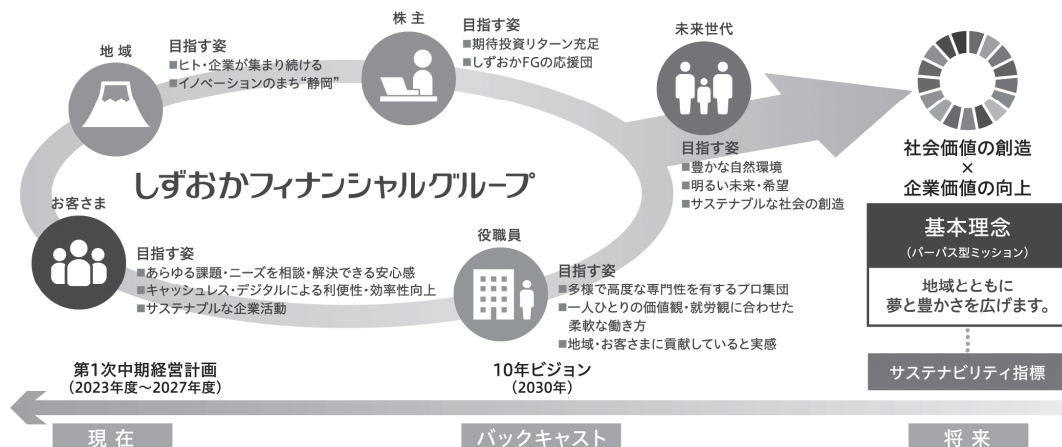 地 域
目指す姿
■ヒト・企業が集まり続ける
■イノベーションのまち“静岡”
株 主
目指す姿
■期待投資リターン充足
■しずおかFGの応援団
未来世代
目指す姿
■豊かな自然環境
■明るい未来・希望
■サステナブルな社会の創造
しずおかフィナンシャルグループ
お客さま
目指す姿
■あらゆる課題・ニーズを相談・解決できる安心感
■キャッシュレス・デジタルによる利便性・効率性向上
■サステナブルな企業活動
役職員
目指す姿
■多様で高度な専門性を有するプロ集団
■一人ひとりの価値観・就労観に合わせた
柔軟な働き方
■地域・お客さまに貢献していると実感
社会価値の創造
×
企業価値の向上
基本理念
(パーパス型ミッション)
地域とともに
夢と豊かさを広げます。
サステナビリティ指標
第1次中期経営計画
(2023年度～2027年度)
10年ビジョン
(2030年)
現 在
バックキャスト
将 来